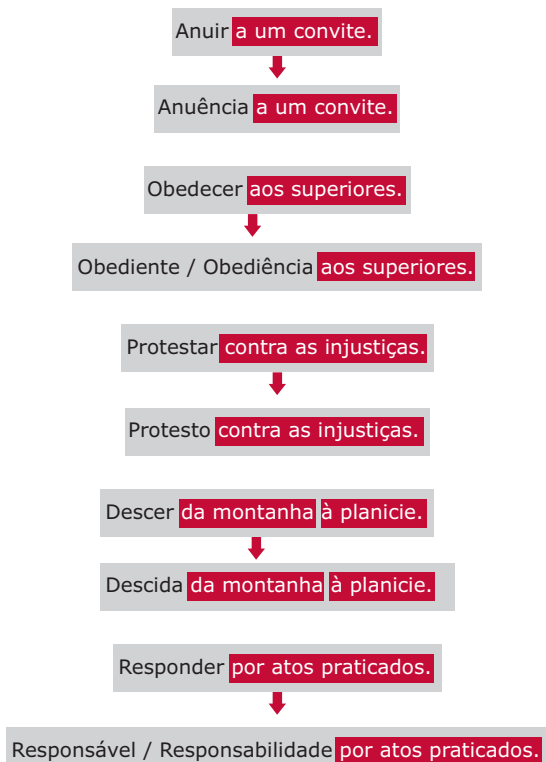 Anuir a um convite.
Anuência a um convite.
Obedecer aos superiores.
Obediente / Obediência aos superiores.
Protestar contra as injustiças.
Protesto contra as injustiças.
Descer da montanha à planicie.
Descida da montanha à planicie.
Responder por atos praticados.
Responsável / Responsabilidade por atos praticados.